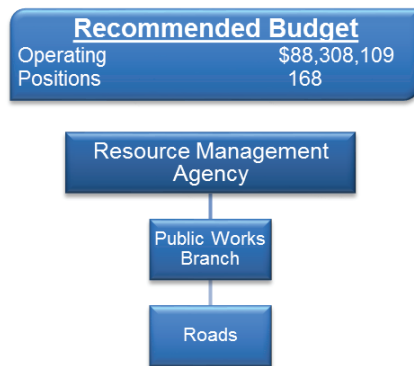 Recommended Budget
Operating $88,308,109
Positions 168
Resource Management
Agency
Public Works
Branch
Roads